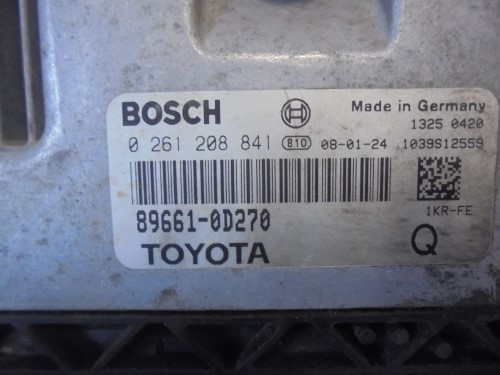 BOSCH Made in Germany
1325 0420
0 261 208 841 810 08-01-24 1039S12559
89661-0D270 1KR-FE
TOYOTA Q